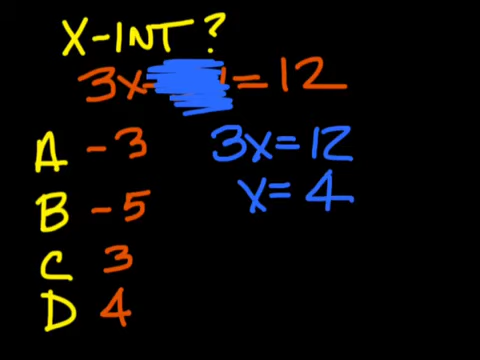 X-INT?
3x = 12
A -3
B -5
C 3
D 4
3x = 12
x = 4